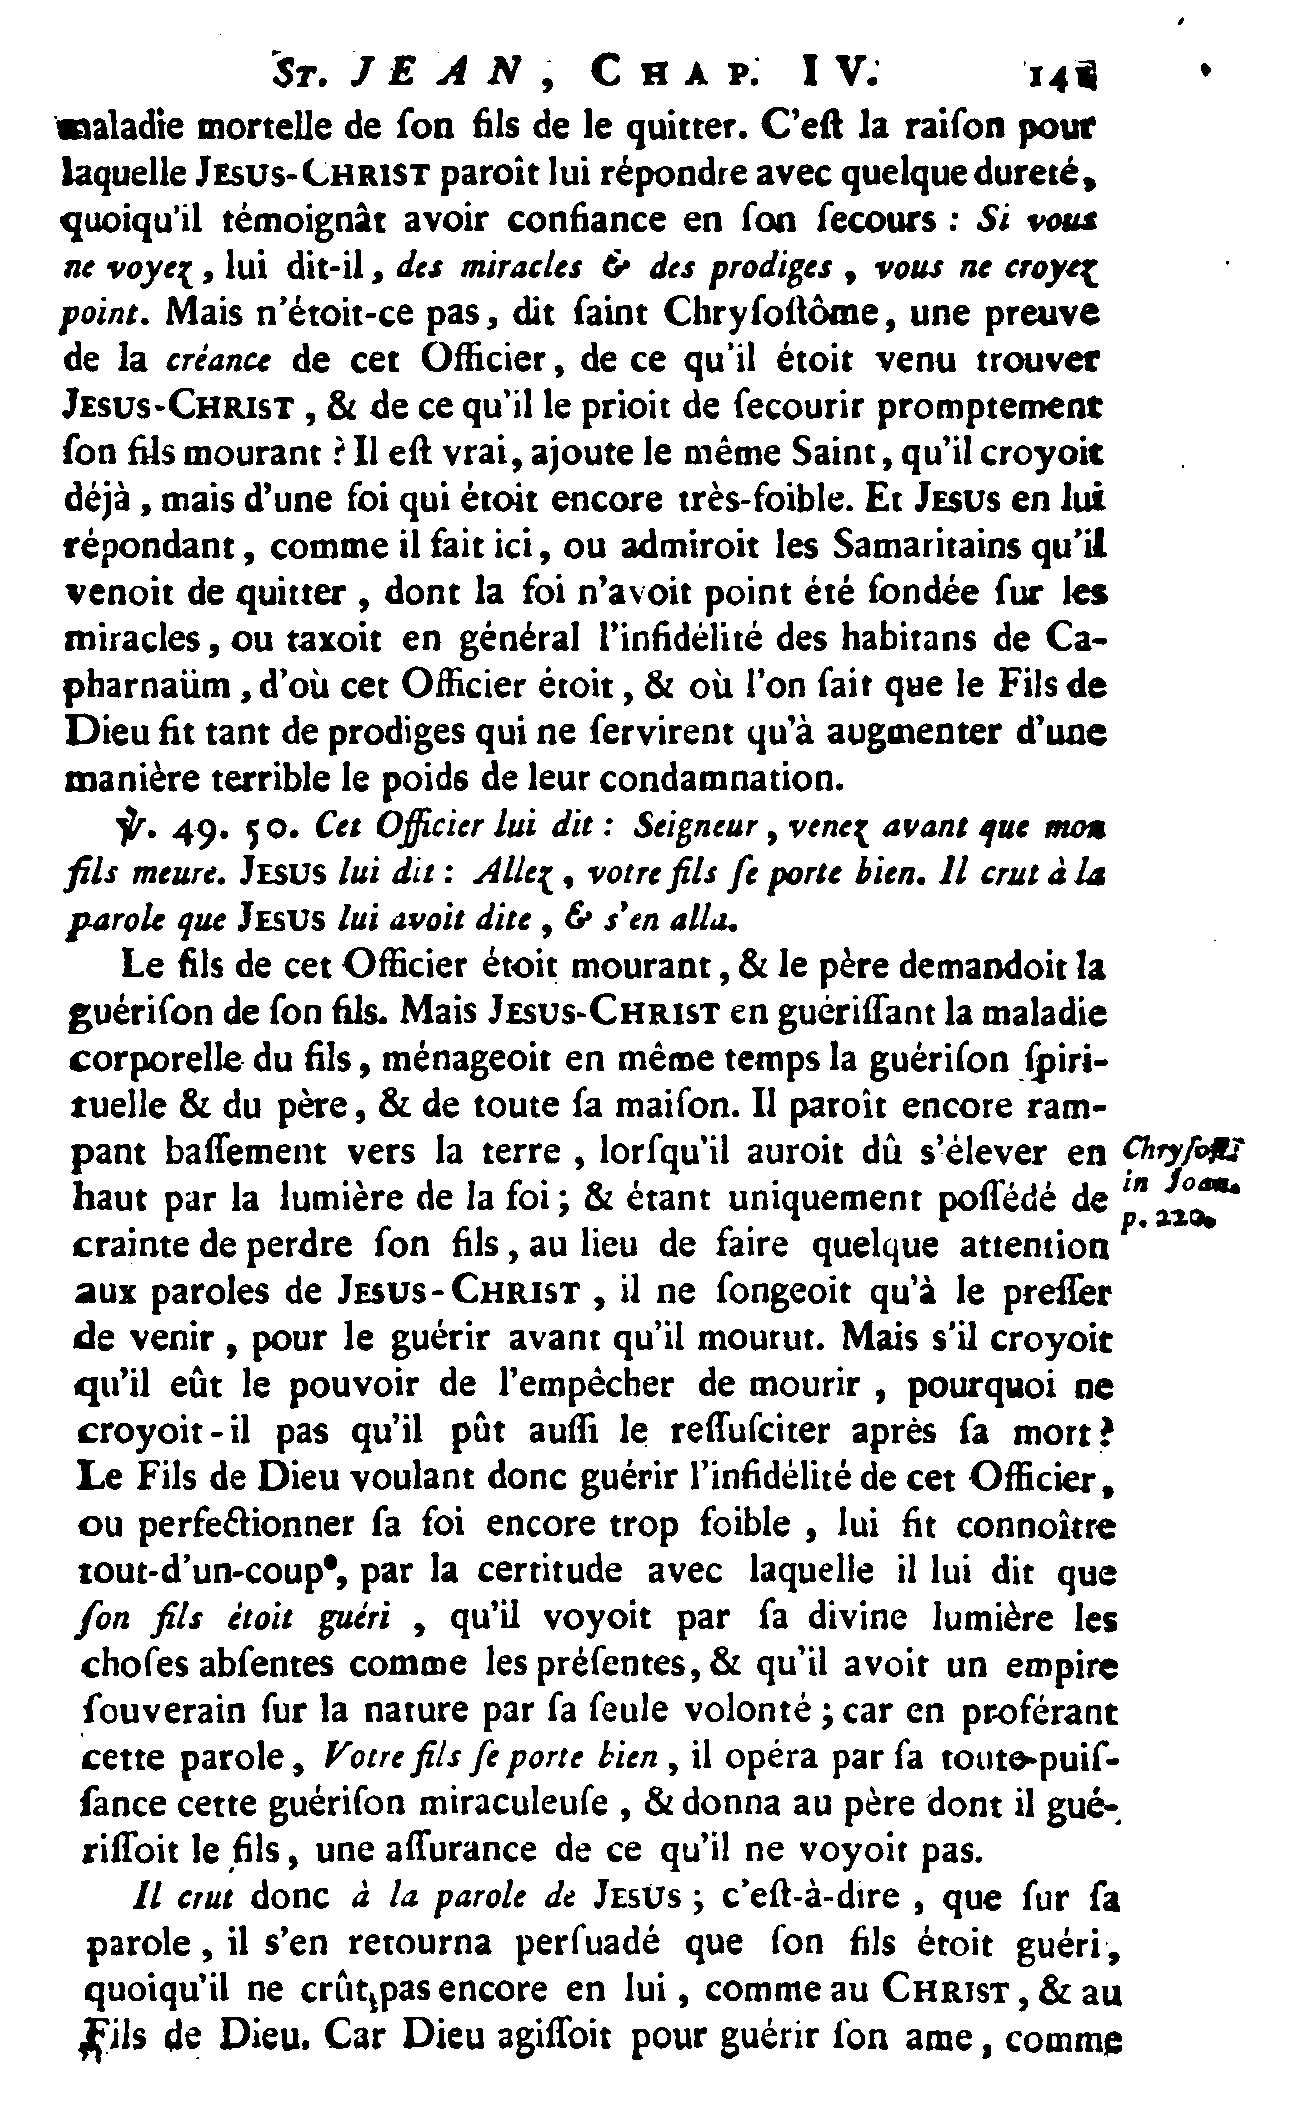 ST. JEAN, CHAP. IV.
maladie mortelle de ſon fils de le quitter. C'eſt la raiſon pour
laquelle JESUS-CHRIST paroît lui répondre avec quelque dureté,
quoiqu'il témoignât avoir confiance en ſon ſecours : Si vous
ne voyez, lui dit-il, des miracles & des prodiges, vous ne croyez
point. Mais n'étoit-ce pas, dit ſaint Chryſoſtôme, une preuve
de la créance de cet Officier, de ce qu'il étoit venu trouver
JESUS-CHRIST, & de ce qu'il le prioit de ſecourir promptement
ſon fils mourant ? Il eſt vrai, ajoute le même Saint, qu'il croyoit
déjà, mais d'une foi qui étoit encore très-foible. Et JESUS en lui
répondant, comme il fait ici, ou admiroit les Samaritains qu'il
venoit de quitter, dont la foi n'avoit point été fondée ſur les
miracles, ou taxoit en général l'infidélité des habitans de Ca-
pharnaüm, d'où cet Officier étoit, & où l'on ſait que le Fils de
Dieu fit tant de prodiges qui ne ſervirent qu'à augmenter d'une
manière terrible le poids de leur condamnation.
℣. 49. 50. Cet Officier lui dit : Seigneur, venez avant que mon
fils meure. JESUS lui dit : Allez, votre fils ſe porte bien. Il crut à la
parole que JESUS lui avoit dite, & s'en alla.
Le fils de cet Officier étoit mourant, & le père demandoit la
guériſon de ſon fils. Mais JESUS-CHRIST en guériſſant la maladie
corporelle du fils, ménageoit en même temps la guériſon ſpiri-
tuelle & du père, & de toute ſa maiſon. Il paroît encore ram-
pant baſſement vers la terre, lorſqu'il auroit dû s'élever en
haut par la lumière de la foi ; & étant uniquement poſſédé de
crainte de perdre ſon fils, au lieu de faire quelque attention
aux paroles de JESUS-CHRIST, il ne ſongeoit qu'à le preſſer
de venir, pour le guérir avant qu'il mourut. Mais s'il croyoit
qu'il eût le pouvoir de l'empêcher de mourir, pourquoi ne
croyoit-il pas qu'il pût auſſi le reſſuſciter après ſa mort ?
Le Fils de Dieu voulant donc guérir l'infidélité de cet Officier,
ou perfectionner ſa foi encore trop foible, lui fit connoître
tout-d'un-coup, par la certitude avec laquelle il lui dit que
ſon fils étoit guéri, qu'il voyoit par ſa divine lumière les
choſes abſentes comme les préſentes, & qu'il avoit un empire
ſouverain ſur la nature par ſa ſeule volonté ; car en proférant
cette parole, Votre fils ſe porte bien, il opéra par ſa toute-puiſ-
ſance cette guériſon miraculeuſe, & donna au père dont il gué-
riſſoit le fils, une aſſurance de ce qu'il ne voyoit pas.
Il crut donc à la parole de JESUS ; c'eſt-à-dire, que ſur ſa
parole, il s'en retourna perſuadé que ſon fils étoit guéri,
quoiqu'il ne crût pas encore en lui, comme au CHRIST, & au
Fils de Dieu. Car Dieu agiſſoit pour guérir ſon ame, comme
Chryſoſt.
in Joan.
p. 220.